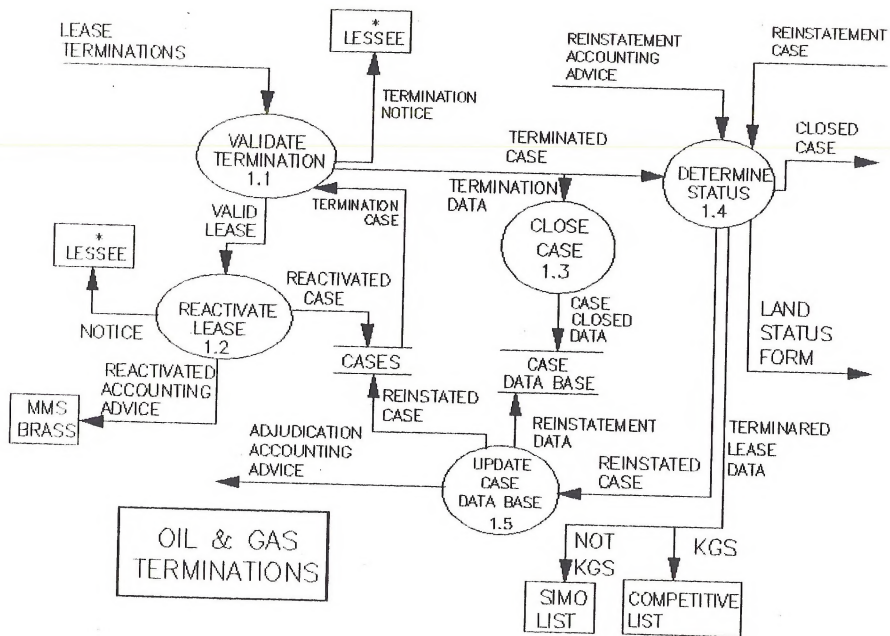 LEASE
TERMINATIONS
*
LESSEE
TERMINATION
NOTICE
REINSTATEMENT
ACCOUNTING
ADVICE
REINSTATEMENT
CASE
CLOSED
CASE
VALIDATE
TERMINATION
1.1
TERMINATED
CASE
TERMINATION
DATA
DETERMINE
STATUS
1.4
VALID
LEASE
TERMINATION
CASE
CLOSE
CASE
1.3
*
LESSEE
NOTICE
REACTIVATE
LEASE
1.2
REACTIVATED
CASE
CASES
CASE
CLOSED
DATA
CASE
DATA BASE
LAND
STATUS
FORM
REACTIVATED
ACCOUNTING
ADVICE
MMS
BRASS
REINSTATED
CASE
REINSTATEMENT
DATA
ADJUDICATION
ACCOUNTING
ADVICE
UPDATE
CASE
DATA BASE
1.5
REINSTATED
CASE
TERMINARED
LEASE
DATA
OIL & GAS
TERMINATIONS
NOT
KGS
KGS
SIMO
LIST
COMPETITIVE
LIST